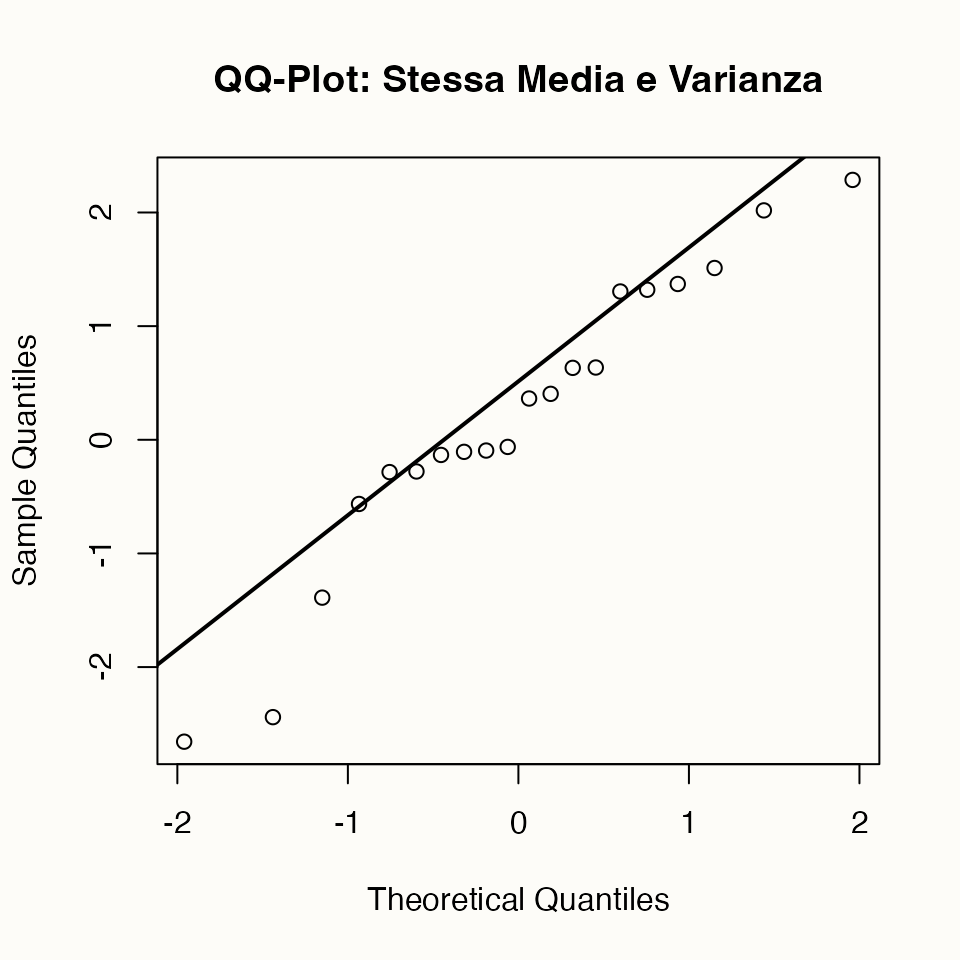 QQ-Plot: Stessa Media e Varianza
2
1
0
-1
-2
Sample Quantiles
-2 -1 0 1 2
Theoretical Quantiles